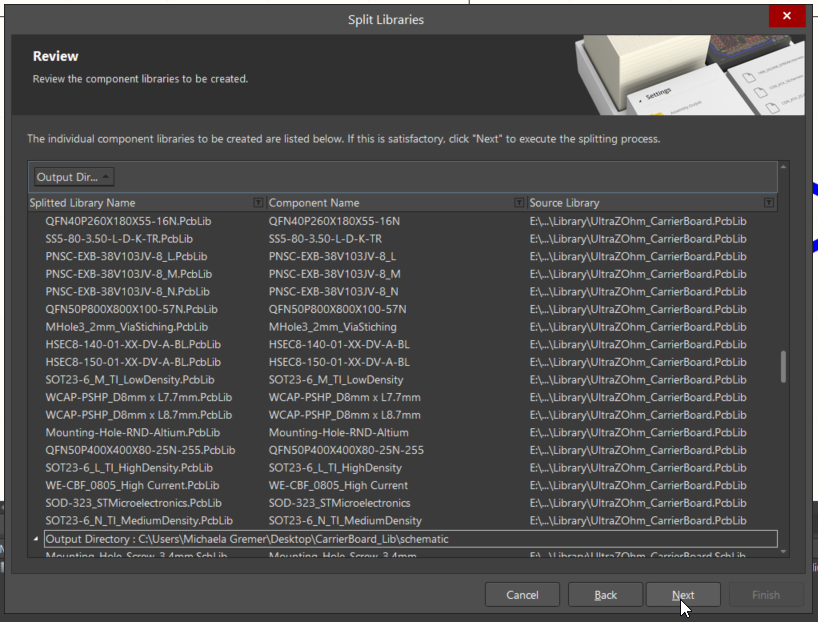 Split Libraries
Review
Review the component libraries to be created.
Settings
The individual component libraries to be created are listed below. If this is satisfactory, click "Next" to execute the splitting process.
Output Dir...
Splitted Library Name Component Name Source Library
QFN40P260X180X55-16N.PcbLib QFN40P260X180X55-16N E:\...\Library\UltraZOhm_CarrierBoard.PcbLib
SS5-80-3.50-L-D-K-TR.PcbLib SS5-80-3.50-L-D-K-TR E:\...\Library\UltraZOhm_CarrierBoard.PcbLib
PNSC-EXB-38V103JV-8_L.PcbLib PNSC-EXB-38V103JV-8_L E:\...\Library\UltraZOhm_CarrierBoard.PcbLib
PNSC-EXB-38V103JV-8_M.PcbLib PNSC-EXB-38V103JV-8_M E:\...\Library\UltraZOhm_CarrierBoard.PcbLib
PNSC-EXB-38V103JV-8_N.PcbLib PNSC-EXB-38V103JV-8_N E:\...\Library\UltraZOhm_CarrierBoard.PcbLib
QFN50P800X800X100-57N.PcbLib QFN50P800X800X100-57N E:\...\Library\UltraZOhm_CarrierBoard.PcbLib
MHole3_2mm_ViaStiching.PcbLib MHole3_2mm_ViaStiching E:\...\Library\UltraZOhm_CarrierBoard.PcbLib
HSEC8-140-01-XX-DV-A-BL.PcbLib HSEC8-140-01-XX-DV-A-BL E:\...\Library\UltraZOhm_CarrierBoard.PcbLib
HSEC8-150-01-XX-DV-A-BL.PcbLib HSEC8-150-01-XX-DV-A-BL E:\...\Library\UltraZOhm_CarrierBoard.PcbLib
SOT23-6_M_TI_LowDensity.PcbLib SOT23-6_M_TI_LowDensity E:\...\Library\UltraZOhm_CarrierBoard.PcbLib
WCAP-PSHP_D8mm x L7.7mm.PcbLib WCAP-PSHP_D8mm x L7.7mm E:\...\Library\UltraZOhm_CarrierBoard.PcbLib
WCAP-PSHP_D8mm x L8.7mm.PcbLib WCAP-PSHP_D8mm x L8.7mm E:\...\Library\UltraZOhm_CarrierBoard.PcbLib
Mounting-Hole-RND-Altium.PcbLib Mounting-Hole-RND-Altium E:\...\Library\UltraZOhm_CarrierBoard.PcbLib
QFN50P400X400X80-25N-255.PcbLib QFN50P400X400X80-25N-255 E:\...\Library\UltraZOhm_CarrierBoard.PcbLib
SOT23-6_L_TI_HighDensity.PcbLib SOT23-6_L_TI_HighDensity E:\...\Library\UltraZOhm_CarrierBoard.PcbLib
WE-CBF_0805_High Current.PcbLib WE-CBF_0805_High Current E:\...\Library\UltraZOhm_CarrierBoard.PcbLib
SOD-323_STMicroelectronics.PcbLib SOD-323_STMicroelectronics E:\...\Library\UltraZOhm_CarrierBoard.PcbLib
SOT23-6_N_TI_MediumDensity.PcbLib SOT23-6_N_TI_MediumDensity E:\...\Library\UltraZOhm_CarrierBoard.PcbLib
Output Directory : C:\Users\Michaela Gremer\Desktop\CarrierBoard_Lib\schematic
Mounting_Hole_Screw_3.4mm.SchLib Mounting_Hole_Screw_3.4mm E:\...\Library\UltraZOhm_CarrierBoard.SchLib
Cancel Back Next Finish